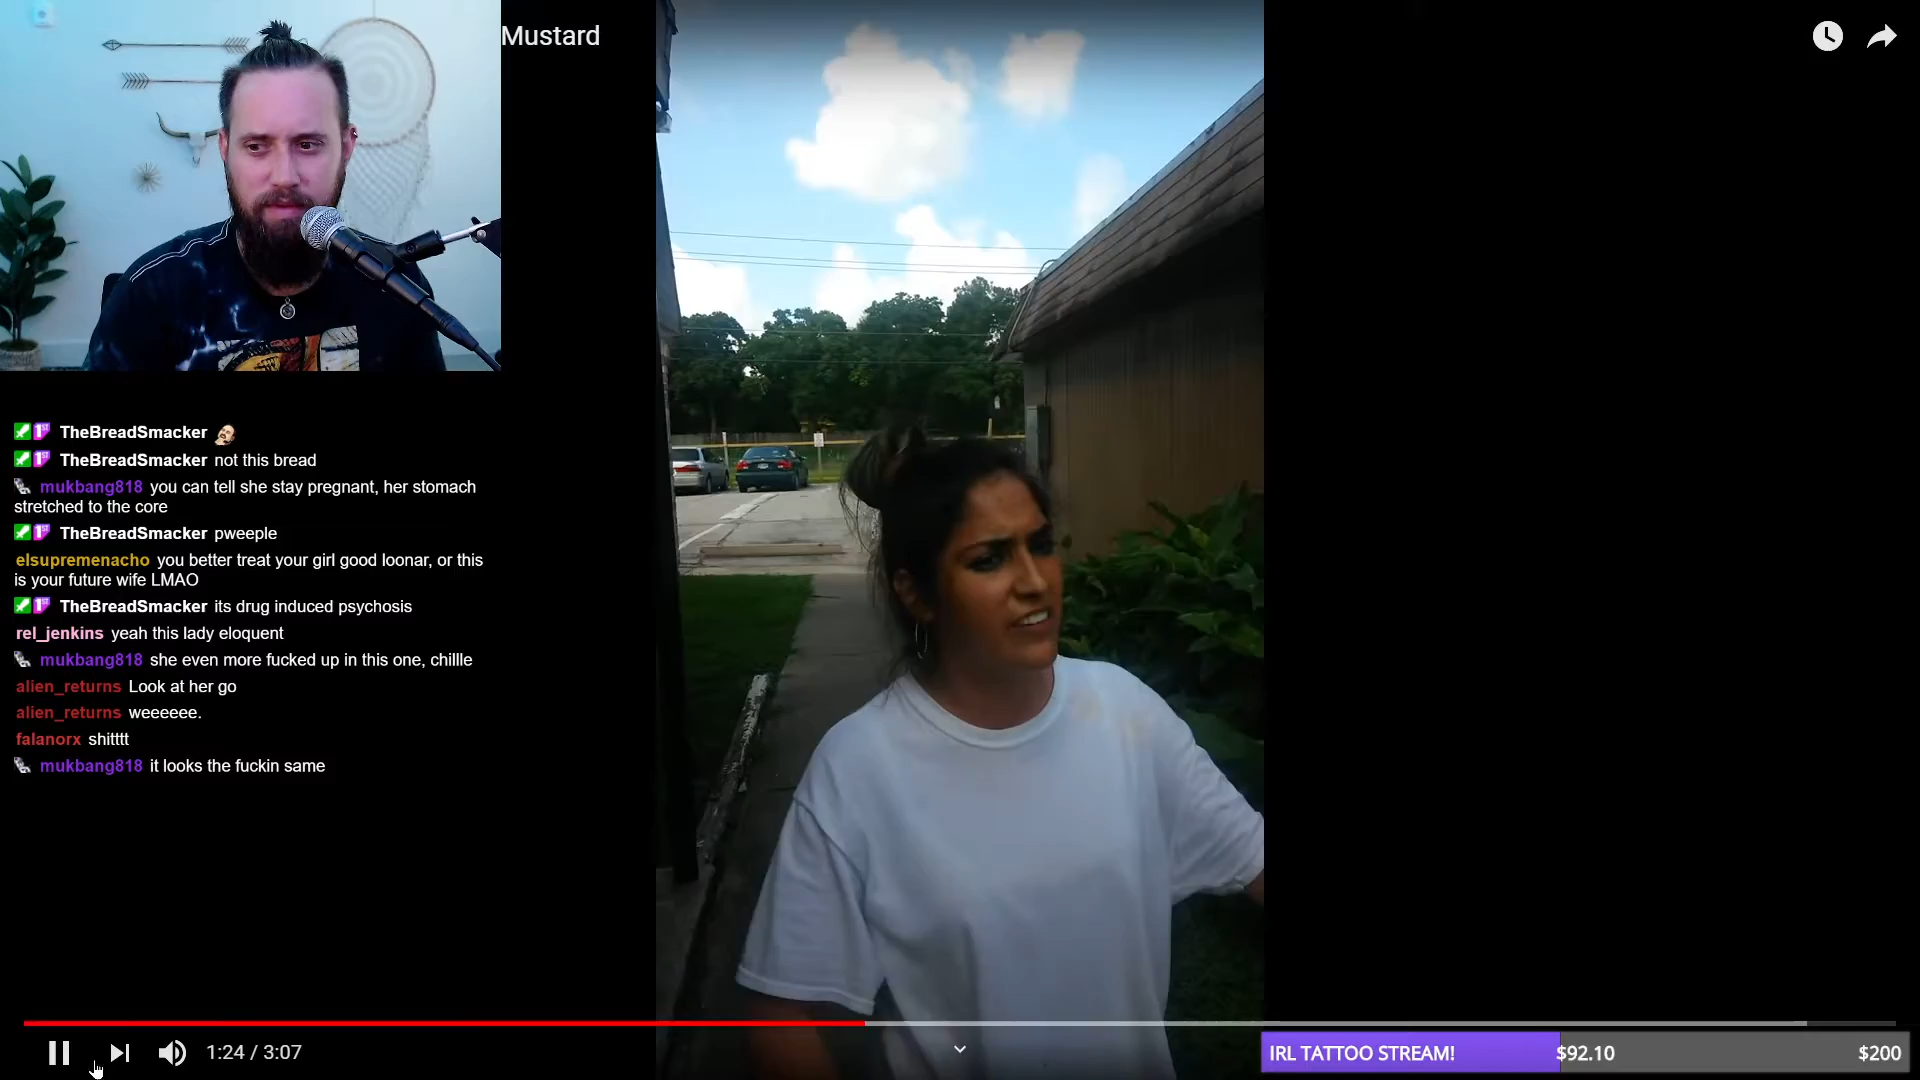 Mustard
TheBreadSmacker
TheBreadSmacker not this bread
mukbang818 you can tell she stay pregnant, her stomach
stretched to the core
TheBreadSmacker pweeple
elsupremenacho you better treat your girl good loonar, or this
is your future wife LMAO
TheBreadSmacker its drug induced psychosis
rel_jenkins yeah this lady eloquent
mukbang818 she even more fucked up in this one, chillle
alien_returns Look at her go
alien_returns weeeeee.
falanorx shitttt
mukbang818 it looks the fuckin same
1:24 / 3:07
IRL TATTOO STREAM! $92.10 $200